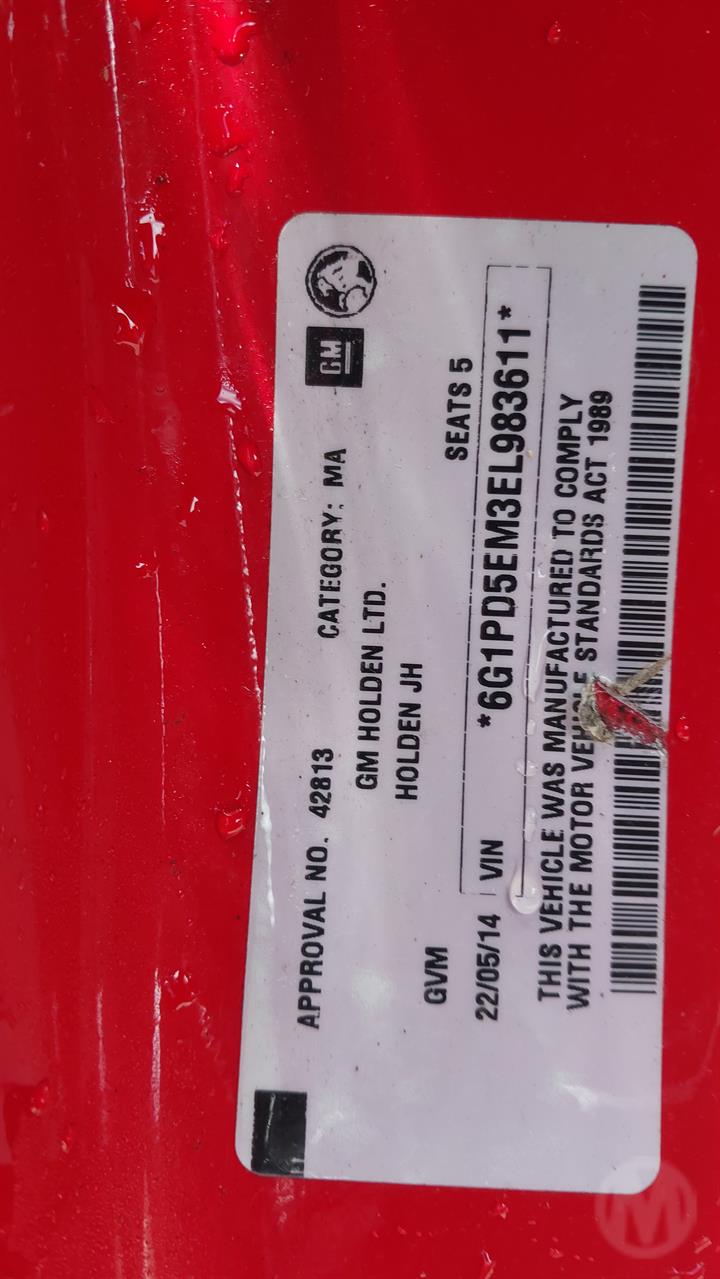 GM
APPROVAL NO. 42813 CATEGORY: MA
GM HOLDEN LTD.
HOLDEN JH
GVM SEATS 5
22/05/14 VIN *6G1PD5EM3EL983611*
THIS VEHICLE WAS MANUFACTURED TO COMPLY
WITH THE MOTOR VEHICLE STANDARDS ACT 1989
M